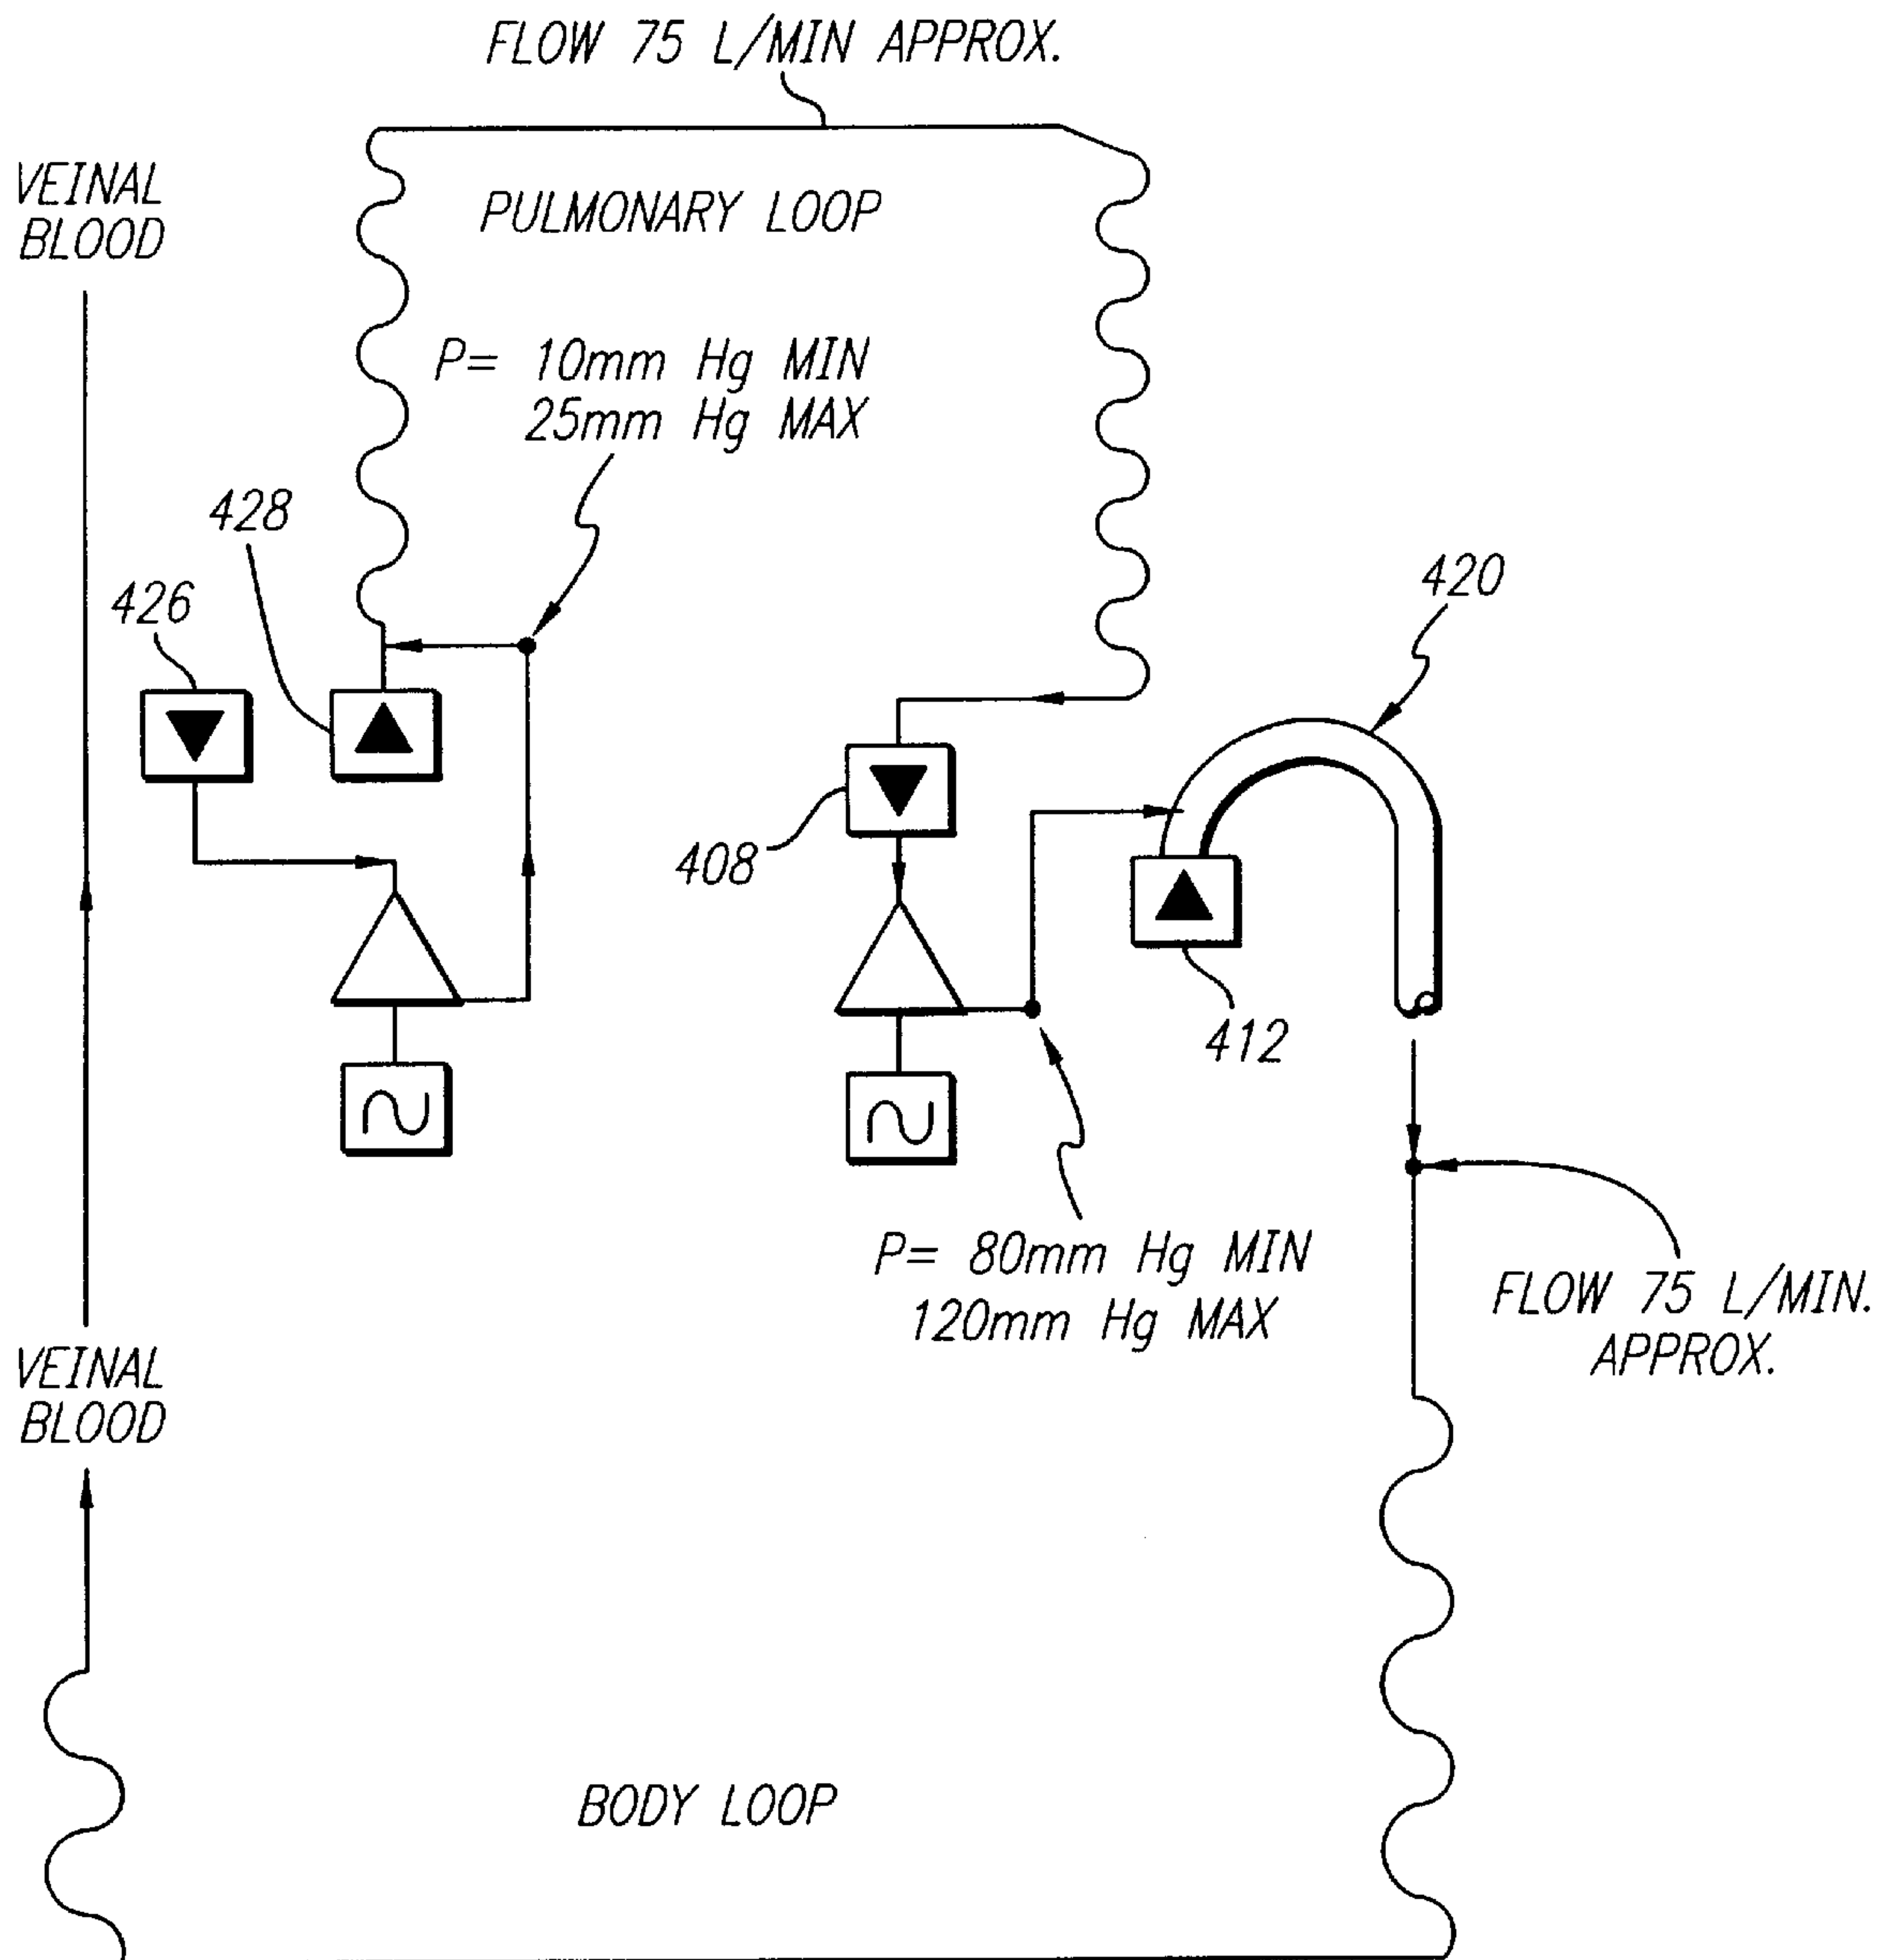 FLOW 75 L/MIN APPROX.
VEINAL
BLOOD
PULMONARY LOOP
P= 10mm Hg MIN
25mm Hg MAX
428
426
420
408
412
P= 80mm Hg MIN
120mm Hg MAX
FLOW 75 L/MIN.
APPROX.
VEINAL
BLOOD
BODY LOOP